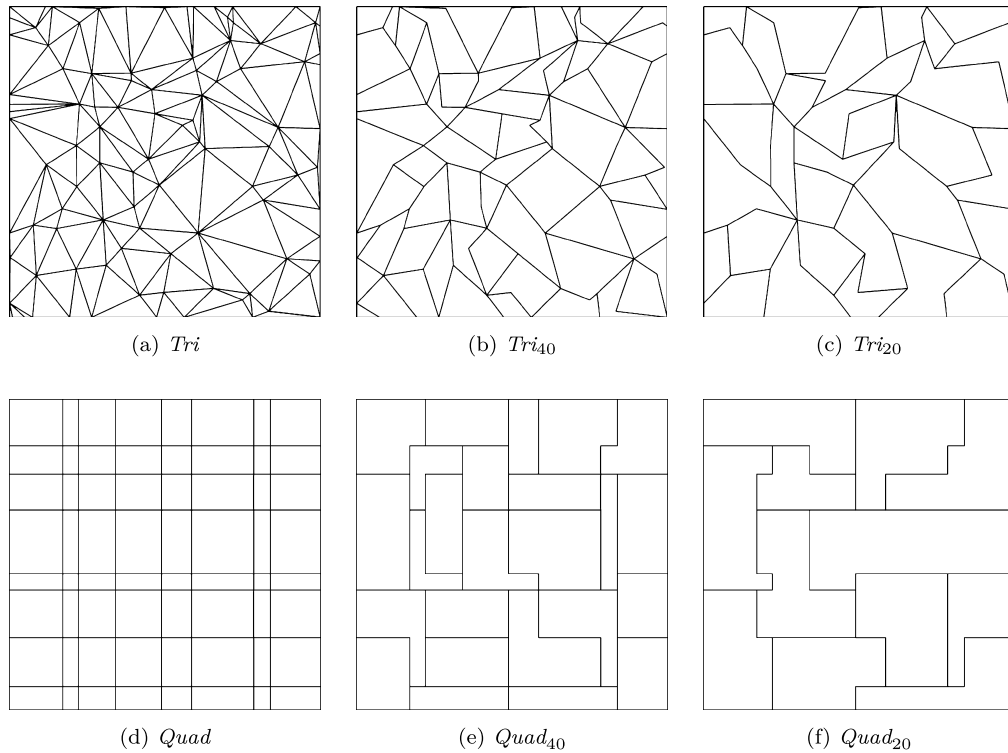 (a) Tri
(b) Tri₄₀
(c) Tri₂₀
(d) Quad
(e) Quad₄₀
(f) Quad₂₀